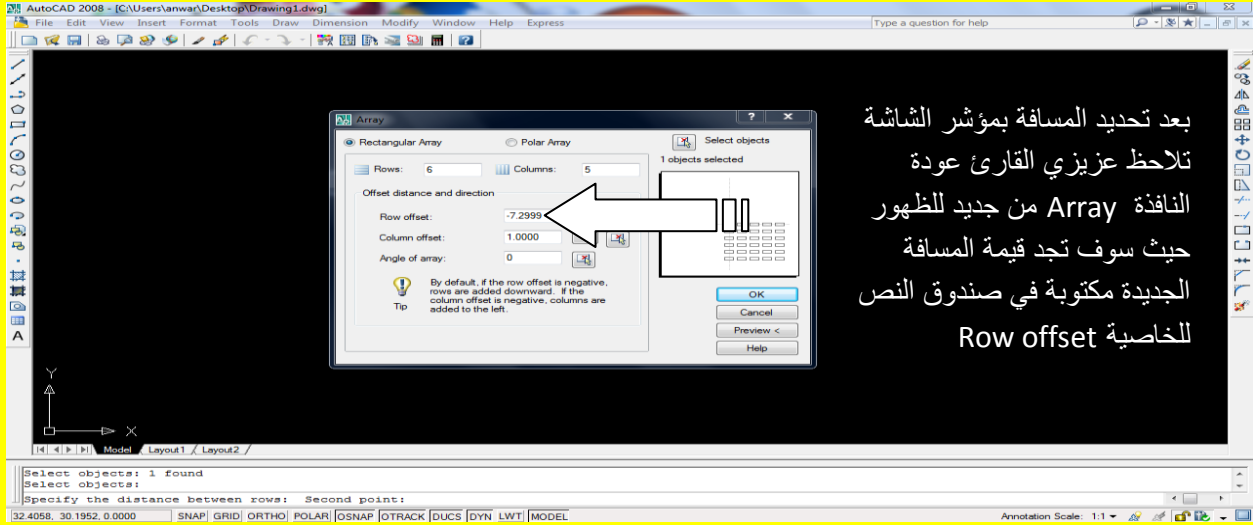 AutoCAD 2008 - [C:\Users\anwar\Desktop\Drawing1.dwg]
File Edit View Insert Format Tools Draw Dimension Modify Window Help Express
Type a question for help
Array
Rectangular Array Polar Array
Select objects
1 objects selected
Rows: 6 Columns: 5
Offset distance and direction
Row offset: -7.2999
Column offset: 1.0000
Angle of array: 0
By default, if the row offset is negative,
rows are added downward. If the
column offset is negative, columns are
added to the left.
Tip
OK
Cancel
Preview <
Help
بعد تحديد المسافة بمؤشر الشاشة
تلاحظ عزيزي القارئ عودة
النافذة Array من جديد للظهور
حيث سوف تجد قيمة المسافة
الجديدة مكتوبة في صندوق النص
للخاصية Row offset
A
Y
X
Model Layout1 Layout2
Select objects: 1 found
Select objects:
Specify the distance between rows: Second point:
32.4058, 30.1952, 0.0000 SNAP GRID ORTHO POLAR OSNAP OTRACK DUCS DYN LWT MODEL Annotation Scale: 1:1